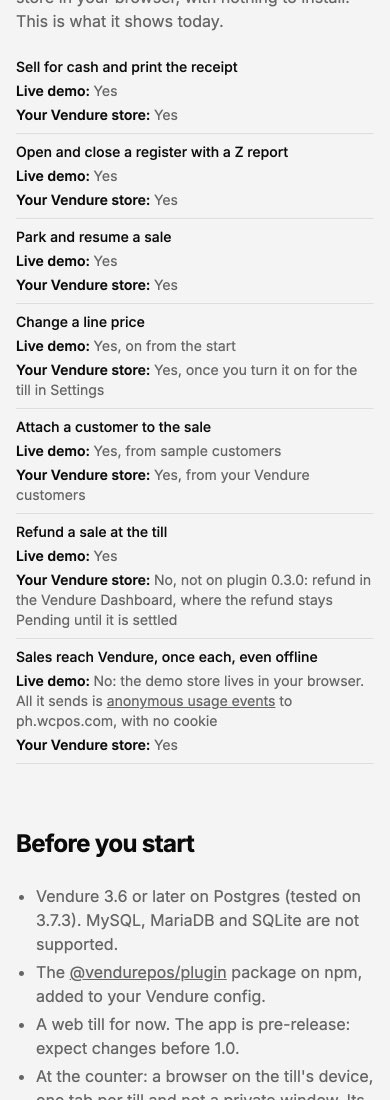 store in your browser, with nothing to install.
This is what it shows today.
Sell for cash and print the receipt
Live demo: Yes
Your Vendure store: Yes
Open and close a register with a Z report
Live demo: Yes
Your Vendure store: Yes
Park and resume a sale
Live demo: Yes
Your Vendure store: Yes
Change a line price
Live demo: Yes, on from the start
Your Vendure store: Yes, once you turn it on for the
till in Settings
Attach a customer to the sale
Live demo: Yes, from sample customers
Your Vendure store: Yes, from your Vendure
customers
Refund a sale at the till
Live demo: Yes
Your Vendure store: No, not on plugin 0.3.0: refund in
the Vendure Dashboard, where the refund stays
Pending until it is settled
Sales reach Vendure, once each, even offline
Live demo: No: the demo store lives in your browser.
All it sends is anonymous usage events to
ph.wcpos.com, with no cookie
Your Vendure store: Yes
Before you start
• Vendure 3.6 or later on Postgres (tested on
3.7.3). MySQL, MariaDB and SQLite are not
supported.
• The @vendurepos/plugin package on npm,
added to your Vendure config.
• A web till for now. The app is pre-release:
expect changes before 1.0.
• At the counter: a browser on the till's device,
one tab per till and not a private window. Its